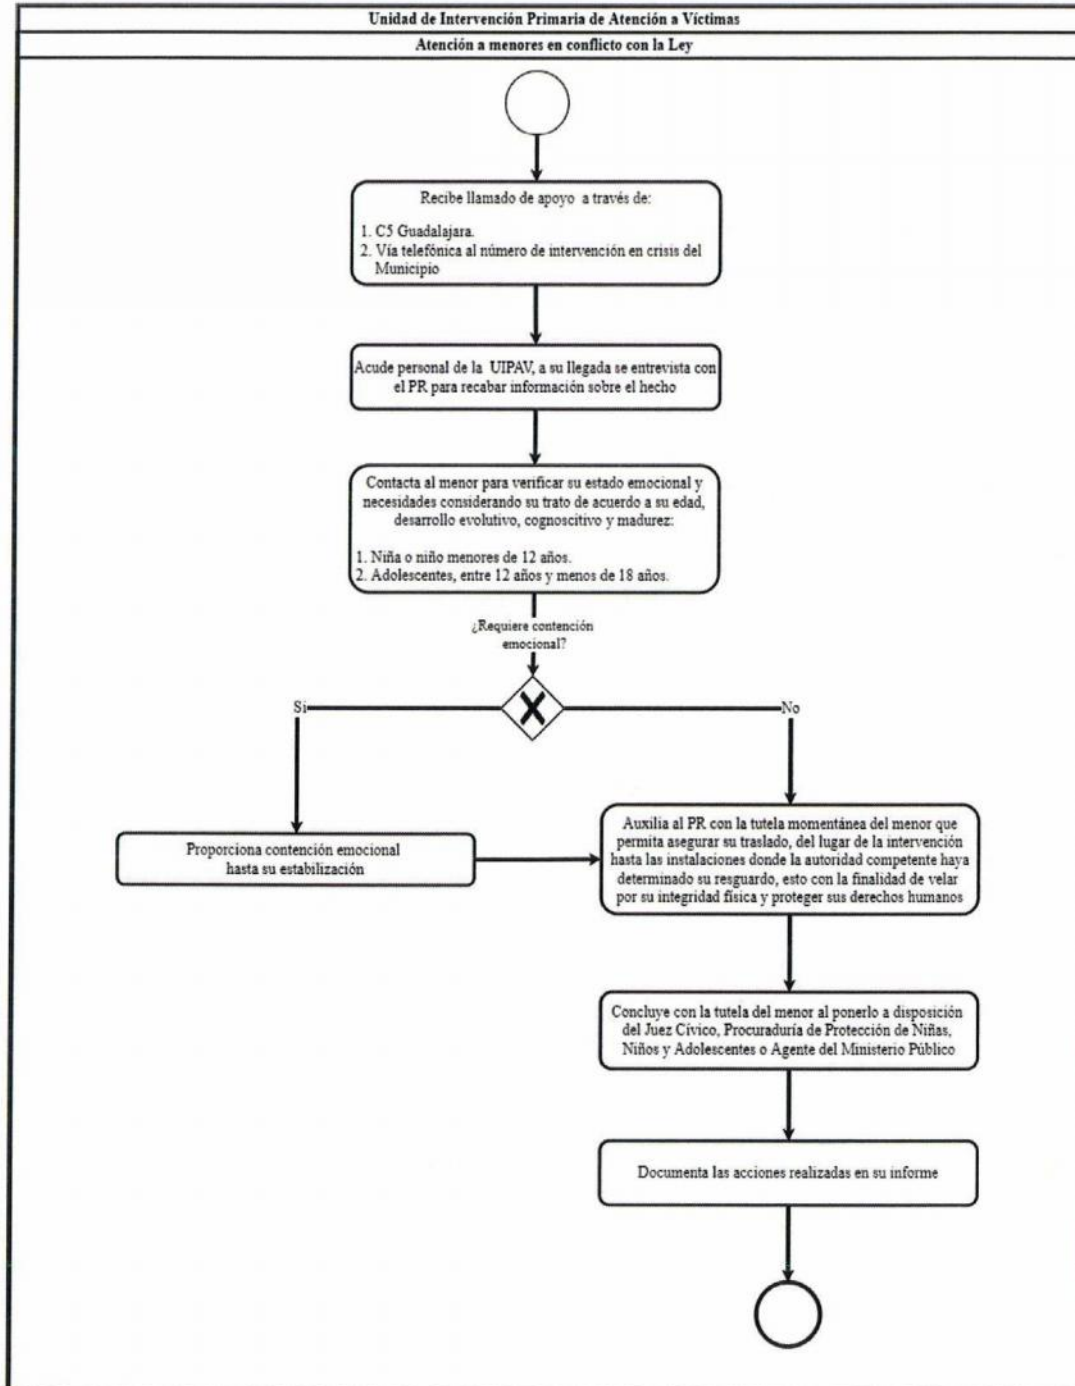 Unidad de Intervención Primaria de Atención a Víctimas
Atención a menores en conflicto con la Ley
Recibe llamado de apoyo a través de:
1. C5 Guadalajara.
2. Vía telefónica al número de intervención en crisis del
Municipio
Acude personal de la UIPAV, a su llegada se entrevista con
el PR para recabar información sobre el hecho
Contacta al menor para verificar su estado emocional y
necesidades considerando su trato de acuerdo a su edad,
desarrollo evolutivo, cognoscitivo y madurez:
1. Niña o niño menores de 12 años.
2. Adolescentes, entre 12 años y menos de 18 años.
¿Requiere contención
emocional?
Si
No
Proporciona contención emocional
hasta su estabilización
Auxilia al PR con la tutela momentánea del menor que
permita asegurar su traslado, del lugar de la intervención
hasta las instalaciones donde la autoridad competente haya
determinado su resguardo, esto con la finalidad de velar
por su integridad física y proteger sus derechos humanos
Concluye con la tutela del menor al ponerlo a disposición
del Juez Cívico, Procuraduría de Protección de Niñas,
Niños y Adolescentes o Agente del Ministerio Público
Documenta las acciones realizadas en su informe